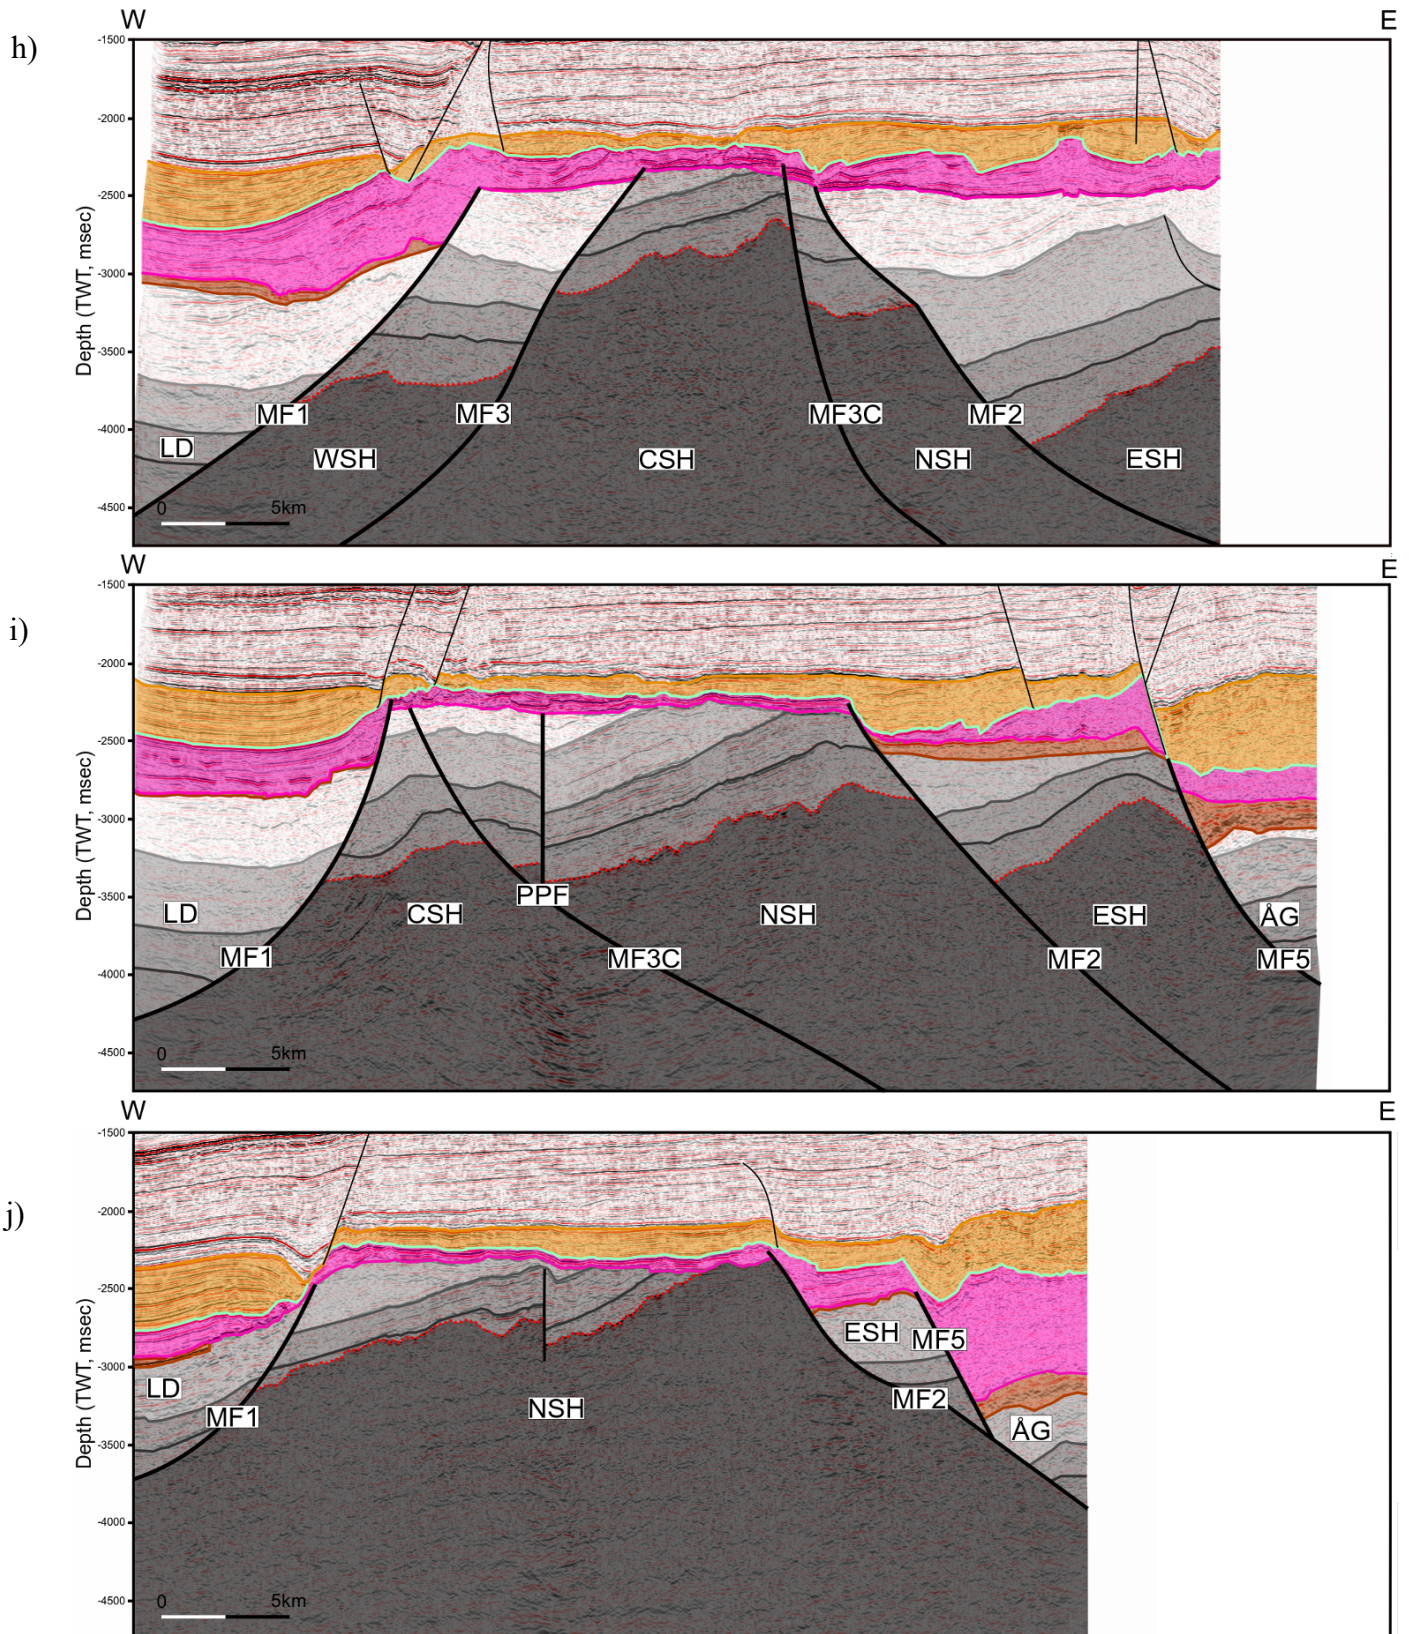 W E
h)
-1500
-2000
-2500
-3000
-3500
-4000
-4500
Depth (TWT, msec)
MF1 MF3 MF3C MF2
LD WSH CSH NSH ESH
0 5km
W E
i)
-1500
-2000
-2500
-3000
-3500
-4000
-4500
Depth (TWT, msec)
PPF
LD CSH NSH ESH ÅG
MF1 MF3C MF2 MF5
0 5km
W E
j)
-1500
-2000
-2500
-3000
-3500
-4000
-4500
Depth (TWT, msec)
ESH MF5
LD MF2
MF1 NSH ÅG
0 5km